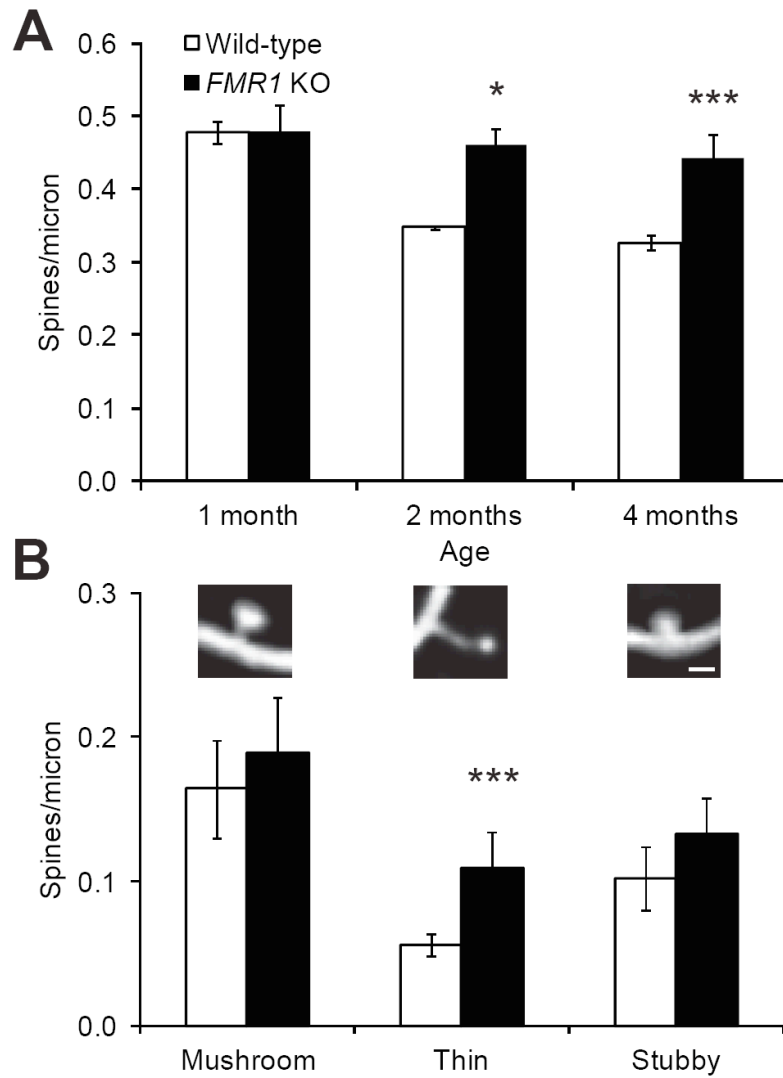 A
0.6
0.5
0.4
0.3
0.2
0.1
0.0
Spines/micron
Wild-type
FMR1 KO
*
***
1 month 2 months 4 months
Age
B
0.3
0.2
0.1
0.0
Spines/micron
***
Mushroom Thin Stubby